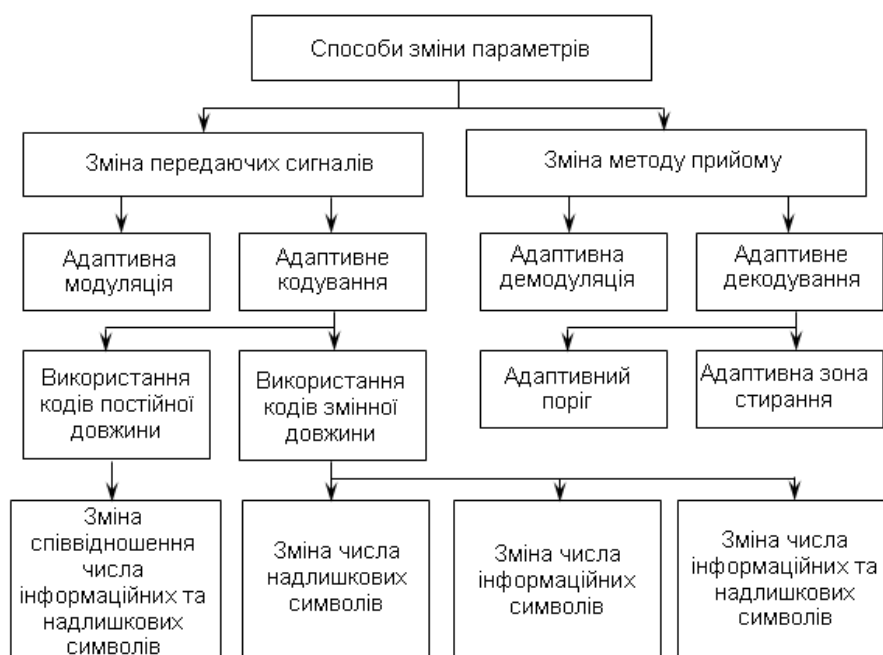 Способи зміни параметрів
Зміна передаючих сигналів
Зміна методу прийому
Адаптивна
модуляція
Адаптивне
кодування
Адаптивна
демодуляція
Адаптивне
декодування
Використання
кодів постійної
довжини
Використання
кодів змінної
довжини
Адаптивний
поріг
Адаптивна зона
стирання
Зміна
співвідношення
числа
інформаційних та
надлишкових
символів
Зміна числа
надлишкових
символів
Зміна числа
інформаційних
символів
Зміна числа
інформаційних та
надлишкових
символів